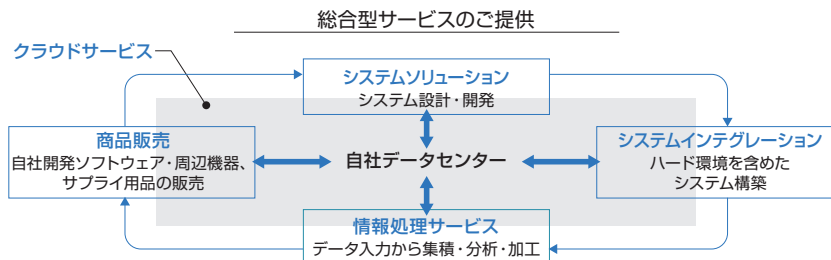 総合型サービスのご提供
クラウドサービス
システムソリューション
システム設計・開発
商品販売
自社開発ソフトウェア・周辺機器、
サプライ用品の販売
自社データセンター
システムインテグレーション
ハード環境を含めた
システム構築
情報処理サービス
データ入力から集積・分析・加工